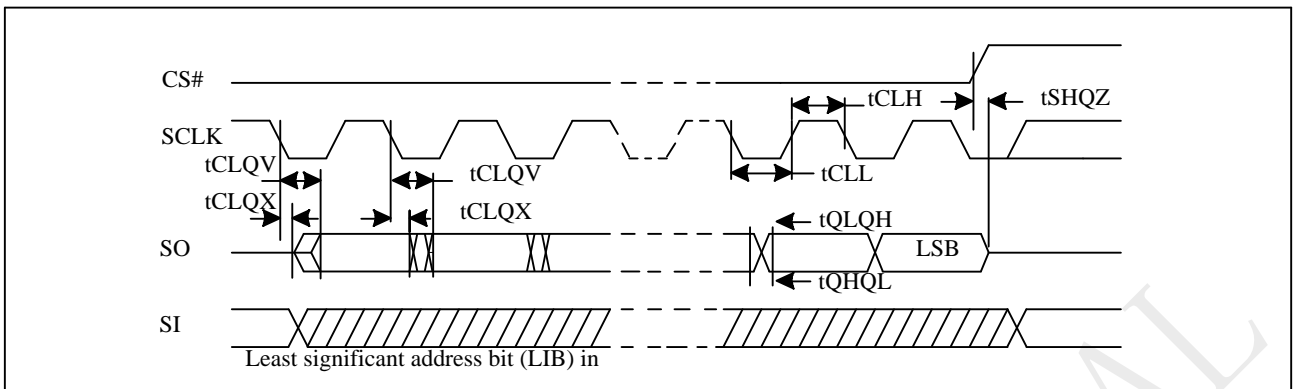 CS#
tCLH
tSHQZ
SCLK
tCLQV
tCLQV
tCLL
tCLQX
tCLQX
tQLQH
SO
LSB
tQHQL
SI
Least significant address bit (LIB) in